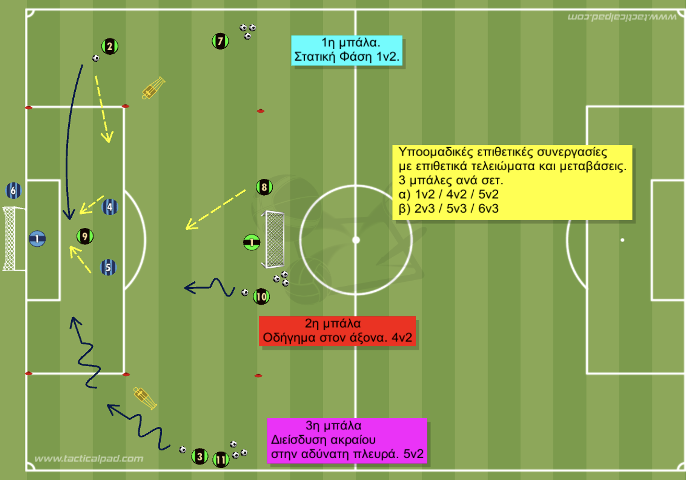 www.tacticalpad.com
1η μπάλα.
Στατική Φάση 1v2.
2
7
Υποομαδικές επιθετικές συνεργασίες
με επιθετικά τελειώματα και μεταβάσεις.
3 μπάλες ανά σετ.
α) 1v2 / 4v2 / 5v2
β) 2v3 / 5v3 / 6v3
6
8
4
1
9
1
5
10
2η μπάλα
Οδήγημα στον άξονα. 4v2
3η μπάλα
Διείσδυση ακραίου
στην αδύνατη πλευρά. 5v2
3
11
www.tacticalpad.com